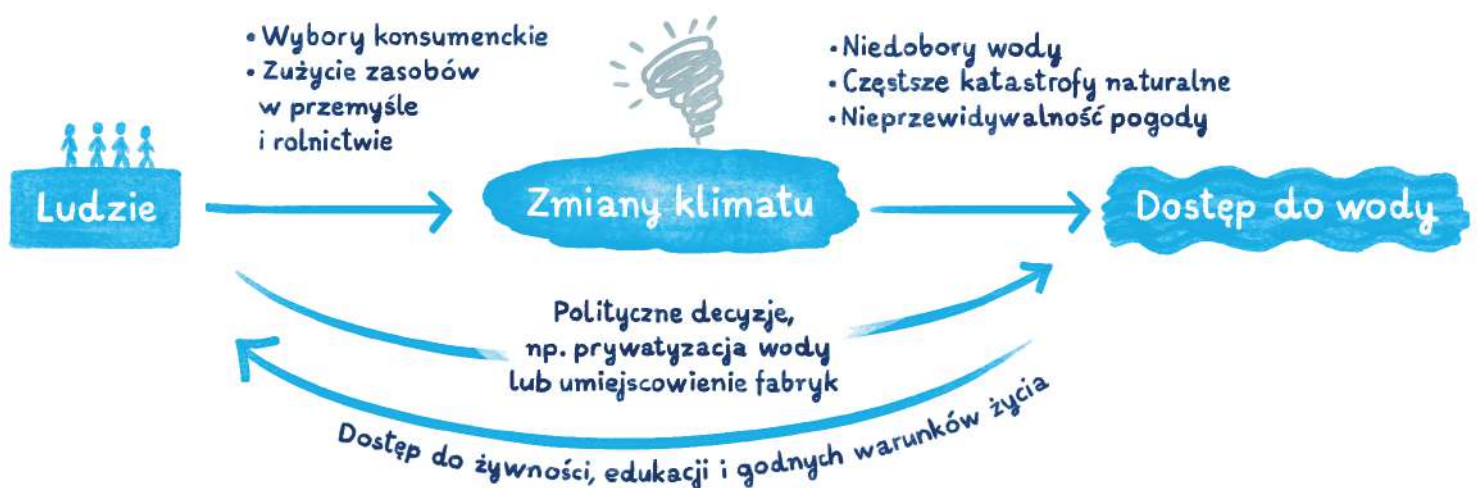 • Wybory konsumenckie
• Zużycie zasobów
w przemyśle
i rolnictwie
• Niedobory wody
• Częstsze katastrofy naturalne
• Nieprzewidywalność pogody
Ludzie
Zmiany klimatu
Dostęp do wody
Polityczne decyzje,
np. prywatyzacja wody
lub umiejscowienie fabryk
Dostęp do żywności, edukacji i godnych warunków życia